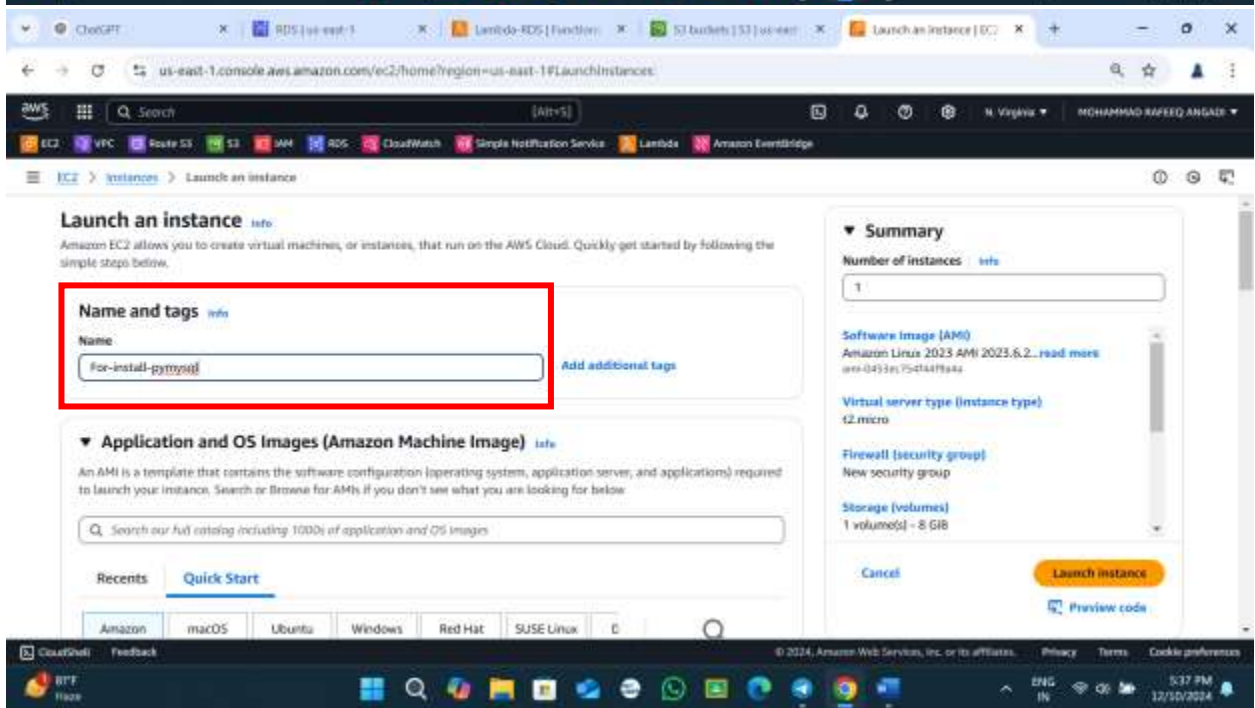 ChatGPT
RDS | us-east-1
Lambda-RDS | Function
S3 buckets | S3 | us-east
Launch an instance | EC2
us-east-1.console.aws.amazon.com/ec2/home?region=us-east-1#LaunchInstances:
aws
Search
[Alt+S]
N. Virginia
MOHAMMAD RAFEEQ ANGADI
EC2 VPC Route 53 S3 IAM RDS CloudWatch Simple Notification Service Lambda Amazon EventBridge
EC2 > Instances > Launch an instance
Launch an instance Info
Amazon EC2 allows you to create virtual machines, or instances, that run on the AWS Cloud. Quickly get started by following the
simple steps below.
Name and tags Info
Name
For-install-pymysql
Add additional tags
Application and OS Images (Amazon Machine Image) Info
An AMI is a template that contains the software configuration (operating system, application server, and applications) required
to launch your instance. Search or Browse for AMIs if you don't see what you are looking for below
Search our full catalog including 1000s of application and OS images
Recents Quick Start
Amazon macOS Ubuntu Windows Red Hat SUSE Linux
Summary
Number of instances Info
1
Software Image (AMI)
Amazon Linux 2023 AMI 2023.6.2...read more
Virtual server type (instance type)
t2.micro
Firewall (security group)
New security group
Storage (volumes)
1 volume(s) - 8 GiB
Cancel
Launch instance
Preview code
CloudShell Feedback
© 2024, Amazon Web Services, Inc. or its affiliates. Privacy Terms Cookie preferences
81°F
Haze
ENG
IN
5:37 PM
12/10/2024